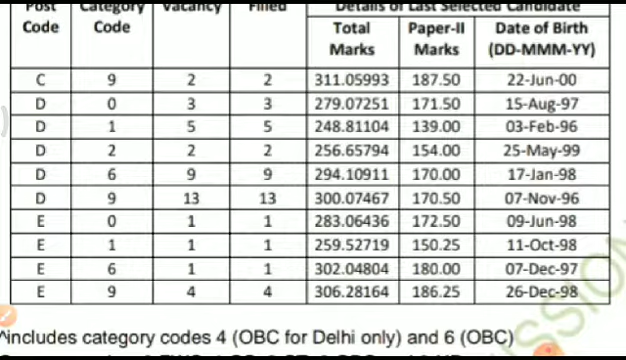 Post Category Vacancy Filled Details of Last Selected Candidate
Code Code Total Paper-II Date of Birth
Marks Marks (DD-MMM-YY)
C 9 2 2 311.05993 187.50 22-Jun-00
D 0 3 3 279.07251 171.50 15-Aug-97
D 1 5 5 248.81104 139.00 03-Feb-96
D 2 2 2 256.65794 154.00 25-May-99
D 6 9 9 294.10911 170.00 17-Jan-98
D 9 13 13 300.07467 170.50 07-Nov-96
E 0 1 1 283.06436 172.50 09-Jun-98
E 1 1 1 259.52719 150.25 11-Oct-98
E 6 1 1 302.04804 180.00 07-Dec-97
E 9 4 4 306.28164 186.25 26-Dec-98
^includes category codes 4 (OBC for Delhi only) and 6 (OBC)